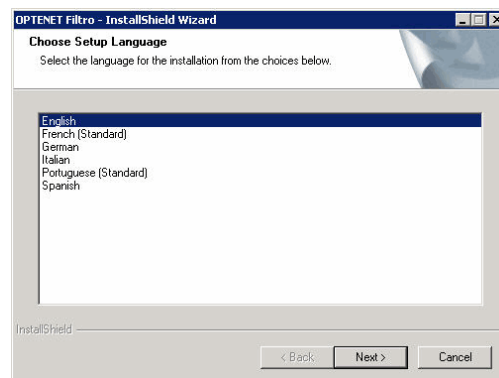 OPTENET Filtro - InstallShield Wizard
Choose Setup Language
Select the language for the installation from the choices below.
English
French (Standard)
German
Italian
Portuguese (Standard)
Spanish
InstallShield
< Back
Next >
Cancel